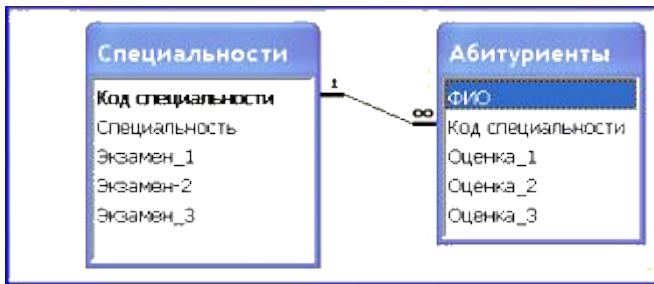 Специальности
Код специальности
Специальность
Экзамен_1
Экзамен-2
Экзамен_3
1
∞
Абитуриенты
ФИО
Код специальности
Оценка_1
Оценка_2
Оценка_3